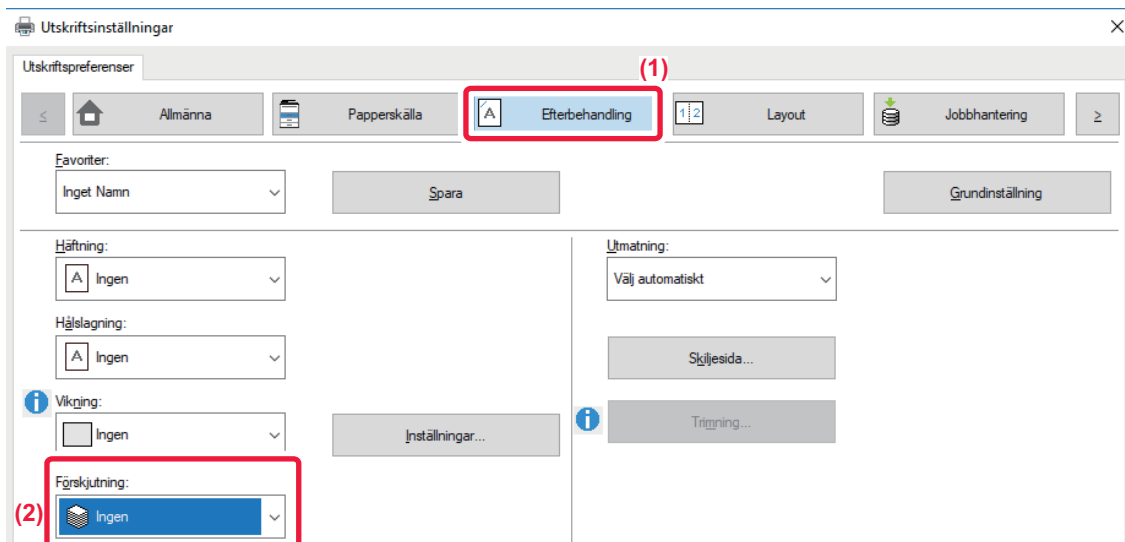 Utskriftsinställningar
Utskriftspreferenser
(1)
<
Allmänna
Papperskälla
A
Efterbehandling
1 2
Layout
Jobbhantering
>
Favoriter:
Inget Namn
Spara
Grundinställning
Häftning:
A Ingen
Utmatning:
Välj automatiskt
Hålslagning:
A Ingen
Skiljesida...
Vikning:
Ingen
Inställningar...
Trimning...
Förskjutning:
(2)
Ingen